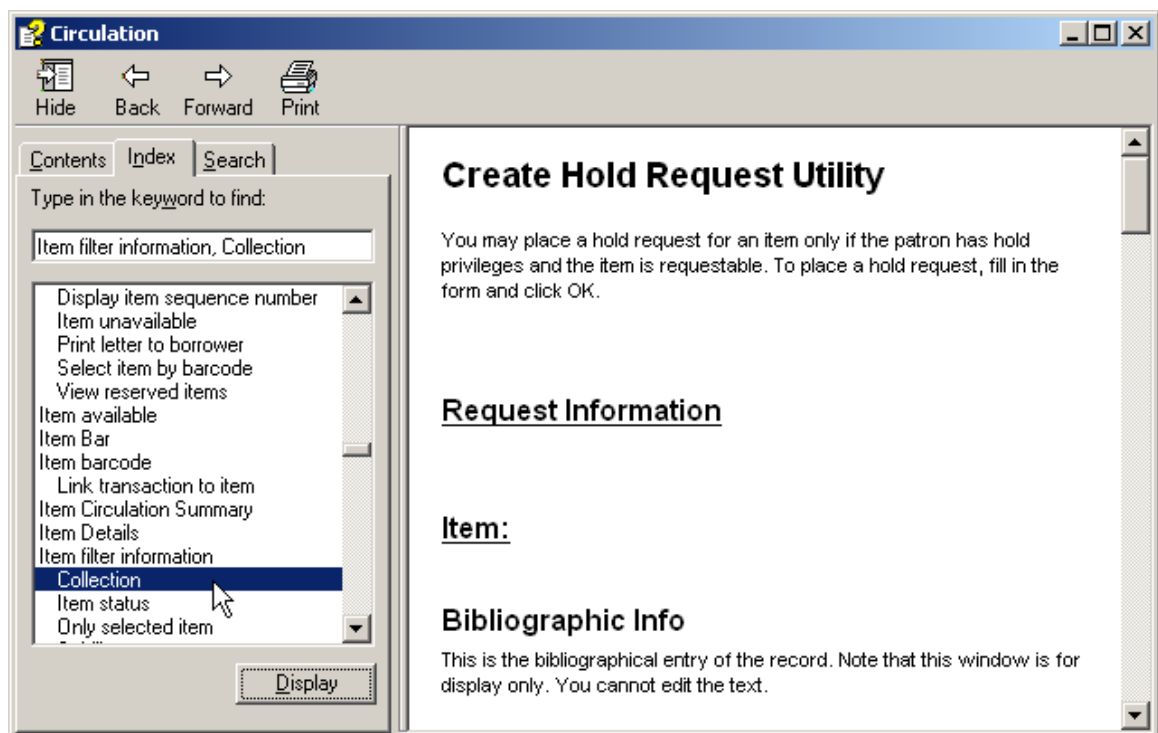 Circulation
Hide Back Forward Print
Contents Index Search
Type in the keyword to find:
Item filter information, Collection
Display item sequence number
Item unavailable
Print letter to borrower
Select item by barcode
View reserved items
Item available
Item Bar
Item barcode
Link transaction to item
Item Circulation Summary
Item Details
Item filter information
Collection
Item status
Only selected item
Display
Create Hold Request Utility
You may place a hold request for an item only if the patron has hold
privileges and the item is requestable. To place a hold request, fill in the
form and click OK.
Request Information
Item:
Bibliographic Info
This is the bibliographical entry of the record. Note that this window is for
display only. You cannot edit the text.